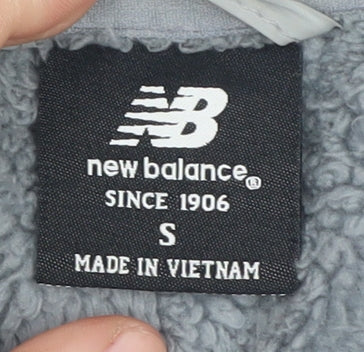 NB
new balance®
SINCE 1906
S
MADE IN VIETNAM